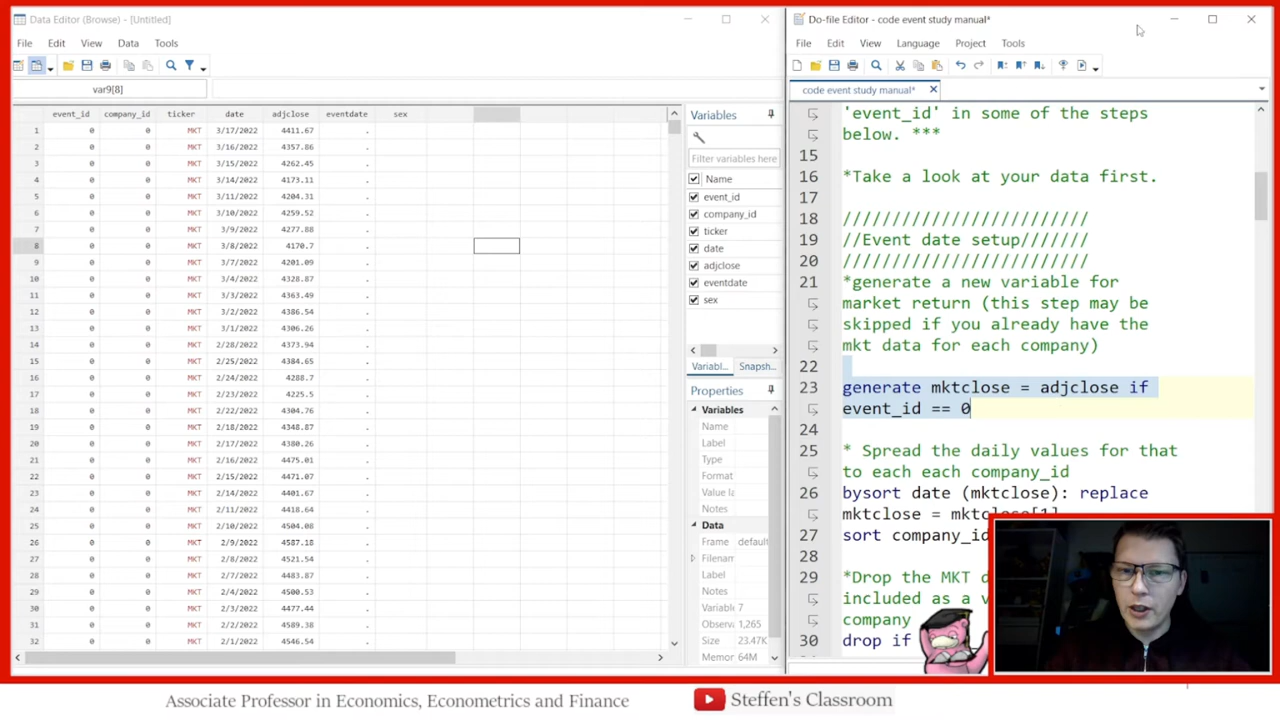 Data Editor (Browse) - [Untitled]
File Edit View Data Tools
var9[8]
event_id company_id ticker date adjclose eventdate sex
1 0 0 MKT 3/17/2022 4411.67 .
2 0 0 MKT 3/16/2022 4357.86 .
3 0 0 MKT 3/15/2022 4262.45 .
4 0 0 MKT 3/14/2022 4173.11 .
5 0 0 MKT 3/11/2022 4204.31 .
6 0 0 MKT 3/10/2022 4259.52 .
7 0 0 MKT 3/9/2022 4277.88 .
8 0 0 MKT 3/8/2022 4170.7 .
9 0 0 MKT 3/7/2022 4201.09 .
10 0 0 MKT 3/4/2022 4328.87 .
11 0 0 MKT 3/3/2022 4363.49 .
12 0 0 MKT 3/2/2022 4386.54 .
13 0 0 MKT 3/1/2022 4306.26 .
14 0 0 MKT 2/28/2022 4373.94 .
15 0 0 MKT 2/25/2022 4384.65 .
16 0 0 MKT 2/24/2022 4288.7 .
17 0 0 MKT 2/23/2022 4225.5 .
18 0 0 MKT 2/22/2022 4304.76 .
19 0 0 MKT 2/18/2022 4348.87 .
20 0 0 MKT 2/17/2022 4380.26 .
21 0 0 MKT 2/16/2022 4475.01 .
22 0 0 MKT 2/15/2022 4471.07 .
23 0 0 MKT 2/14/2022 4401.67 .
24 0 0 MKT 2/11/2022 4418.64 .
25 0 0 MKT 2/10/2022 4504.08 .
26 0 0 MKT 2/9/2022 4587.18 .
27 0 0 MKT 2/8/2022 4521.54 .
28 0 0 MKT 2/7/2022 4483.87 .
29 0 0 MKT 2/4/2022 4500.53 .
30 0 0 MKT 2/3/2022 4477.44 .
31 0 0 MKT 2/2/2022 4589.38 .
32 0 0 MKT 2/1/2022 4546.54 .
Variables
Filter variables here
Name
event_id
company_id
ticker
date
adjclose
eventdate
sex
Variabl... Snapsh...
Properties
Variables
Name
Label
Type
Format
Value la
Notes
Data
Frame default
Filenam
Label
Notes
Variable 7
Observa 1,265
Size 23.47K
Memor 64M
Do-file Editor - code event study manual*
File Edit View Language Project Tools
code event study manual*
'event_id' in some of the steps
below. ***
15
16 *Take a look at your data first.
17
18 /////////////////////////
19 //Event date setup///////
20 /////////////////////////
21 *generate a new variable for
market return (this step may be
skipped if you already have the
mkt data for each company)
22
23 generate mktclose = adjclose if
event_id == 0
24
25 * Spread the daily values for that
to each each company_id
26 bysort date (mktclose): replace
mktclose = mktclose[1]
27 sort company_id
28
29 *Drop the MKT d
included as a v
company
30 drop if
Associate Professor in Economics, Econometrics and Finance
Steffen's Classroom